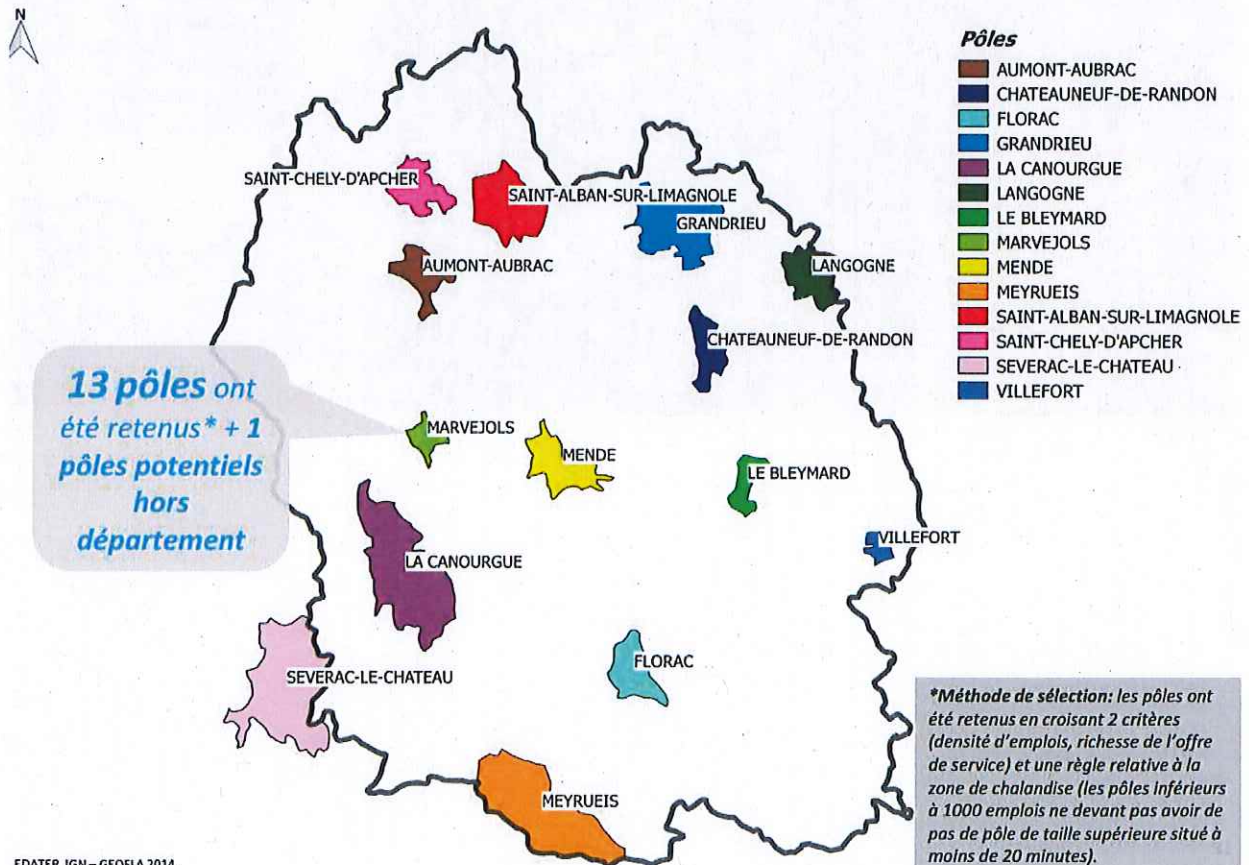 N
Pôles
AUMONT-AUBRAC
CHATEAUNEUF-DE-RANDON
FLORAC
GRANDRIEU
LA CANOURGUE
LANGOGNE
LE BLEYMARD
MARVEJOLS
MENDE
MEYRUEIS
SAINT-ALBAN-SUR-LIMAGNOLE
SAINT-CHELY-D'APCHER
SEVERAC-LE-CHATEAU
VILLEFORT
SAINT-CHELY-D'APCHER
SAINT-ALBAN-SUR-LIMAGNOLE
GRANDRIEU
AUMONT-AUBRAC
LANGOGNE
CHATEAUNEUF-DE-RANDON
13 pôles ont
été retenus* + 1
pôles potentiels
hors
département
MARVEJOLS
MENDE
LE BLEYMARD
VILLEFORT
LA CANOURGUE
SEVERAC-LE-CHATEAU
FLORAC
MEYRUEIS
*Méthode de sélection: les pôles ont
été retenus en croisant 2 critères
(densité d'emplois, richesse de l'offre
de service) et une règle relative à la
zone de chalandise (les pôles inférieurs
à 1000 emplois ne devant pas avoir de
pas de pôle de taille supérieure situé à
moins de 20 minutes).
EDATER IGN – GEOFLA 2014